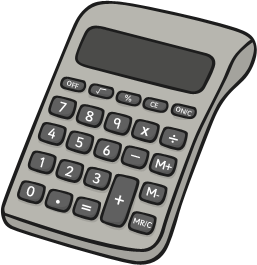 OFF √‾ % CE ON/C
7 8 9 x ÷
4 5 6 − M+
1 2 3 + M-
0 . = MR/C